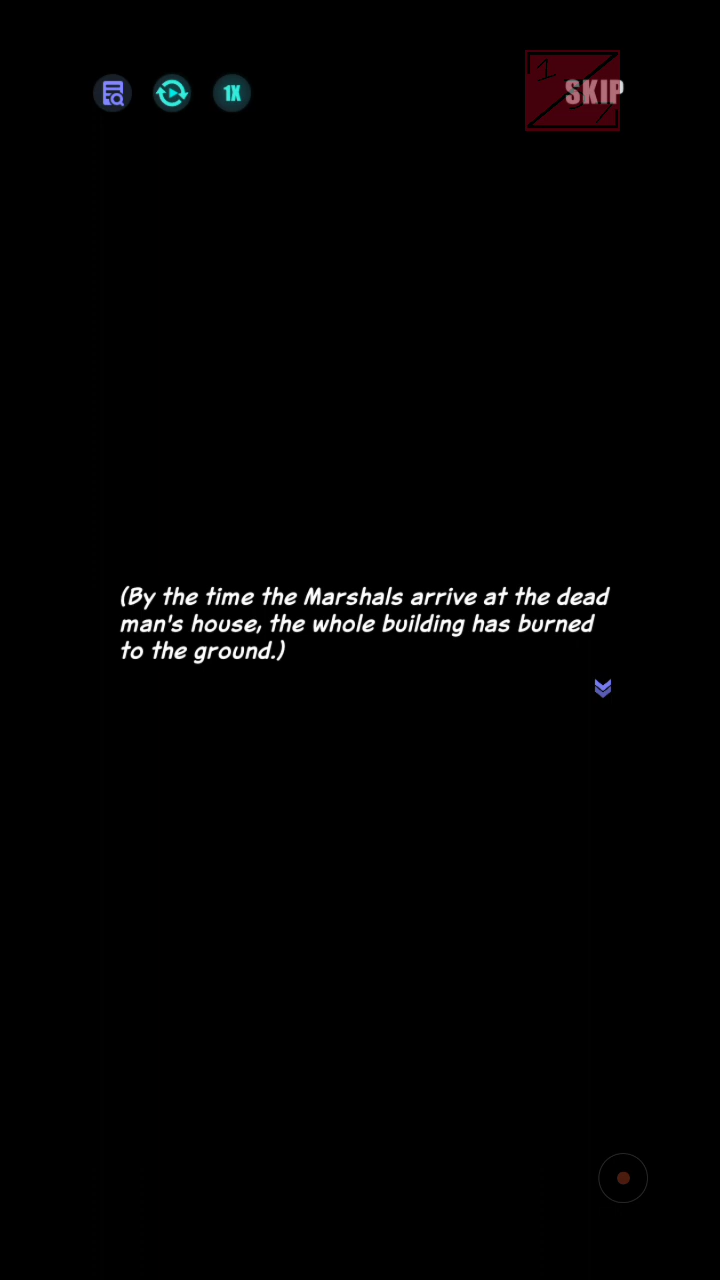 1X
SKIP
(By the time the Marshals arrive at the dead
man's house, the whole building has burned
to the ground.)